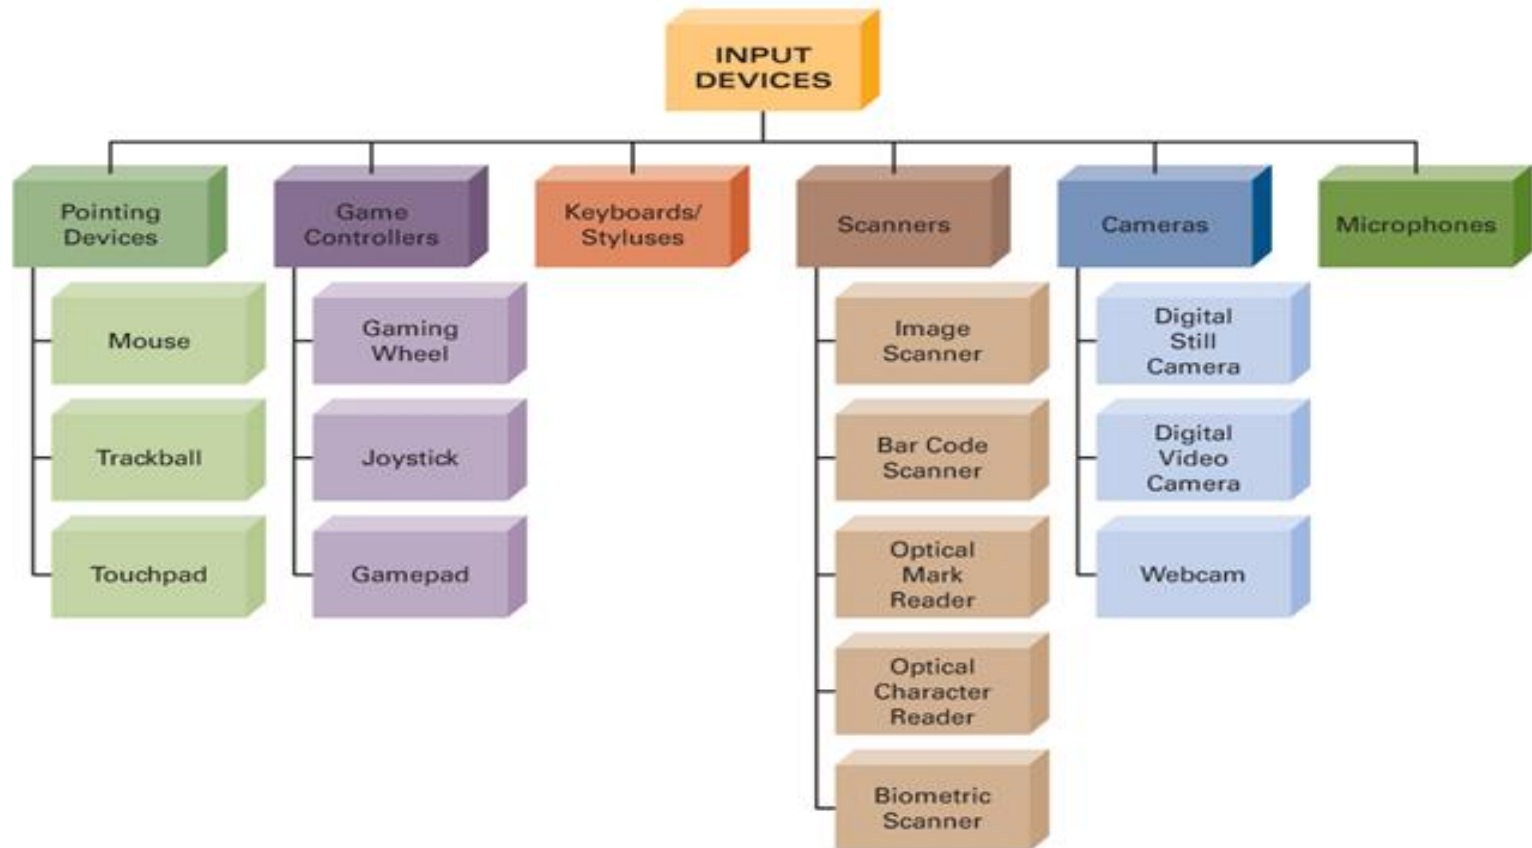 INPUT
DEVICES
Pointing
Devices
Game
Controllers
Keyboards/
Styluses
Scanners
Cameras
Microphones
Mouse
Gaming
Wheel
Image
Scanner
Digital
Still
Camera
Trackball
Joystick
Bar Code
Scanner
Digital
Video
Camera
Touchpad
Gamepad
Optical
Mark
Reader
Webcam
Optical
Character
Reader
Biometric
Scanner